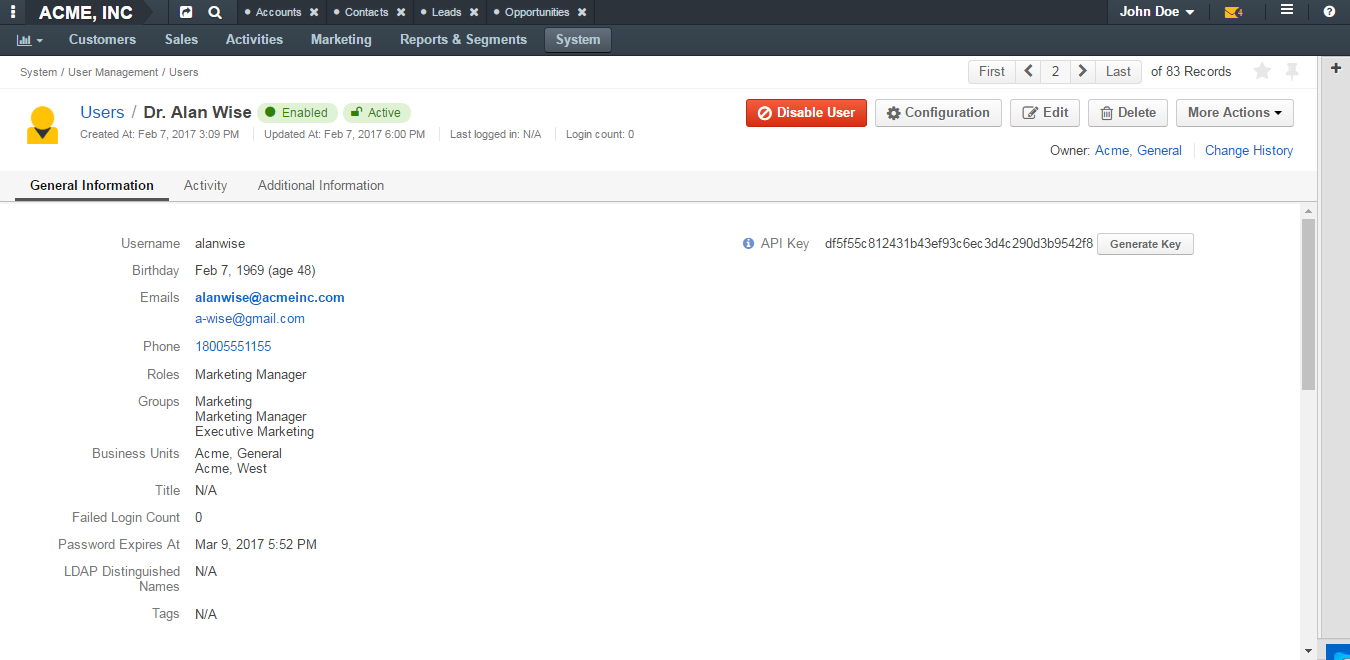 ACME, INC
Accounts
Contacts
Leads
Opportunities
John Doe
4
Customers
Sales
Activities
Marketing
Reports & Segments
System
System / User Management / Users
First
2
Last
of 83 Records
Users / Dr. Alan Wise
Enabled
Active
Disable User
Configuration
Edit
Delete
More Actions
Created At: Feb 7, 2017 3:09 PM
Updated At: Feb 7, 2017 6:00 PM
Last logged in: N/A
Login count: 0
Owner: Acme, General
Change History
General Information
Activity
Additional Information
Username alanwise
API Key df5f55c812431b43ef93c6ec3d4c290d3b9542f8 Generate Key
Birthday Feb 7, 1969 (age 48)
Emails alanwise@acmeinc.com
a-wise@gmail.com
Phone 18005551155
Roles Marketing Manager
Groups Marketing
Marketing Manager
Executive Marketing
Business Units Acme, General
Acme, West
Title N/A
Failed Login Count 0
Password Expires At Mar 9, 2017 5:52 PM
LDAP Distinguished N/A
Names
Tags N/A